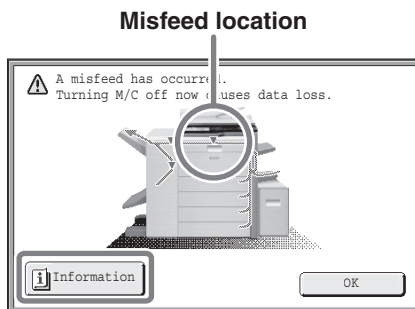 Misfeed location
A misfeed has occurred.
Turning M/C off now causes data loss.
Information
OK